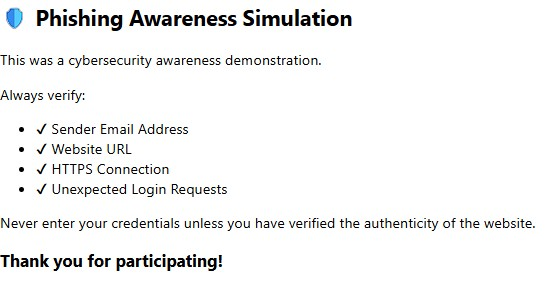 🛡️ Phishing Awareness Simulation
This was a cybersecurity awareness demonstration.
Always verify:
• ✔ Sender Email Address
• ✔ Website URL
• ✔ HTTPS Connection
• ✔ Unexpected Login Requests
Never enter your credentials unless you have verified the authenticity of the website.
Thank you for participating!